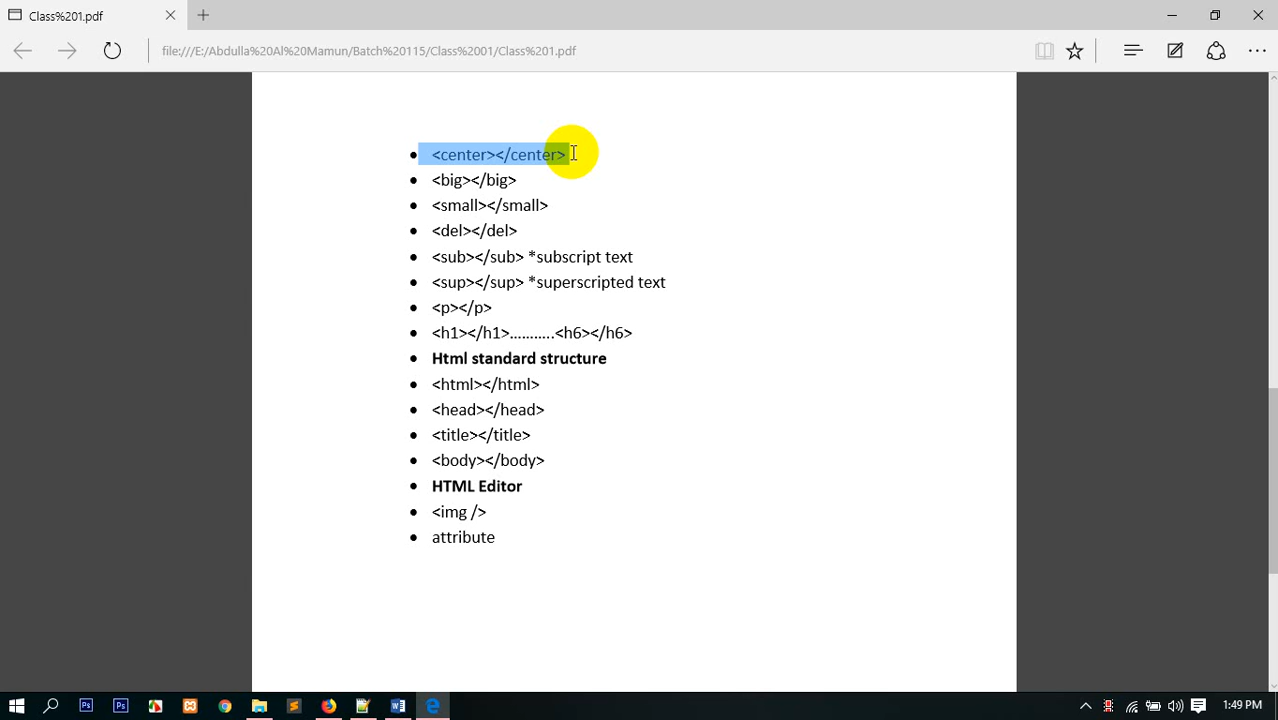 Class%201.pdf
file:///E:/Abdulla%20Al%20Mamun/Batch%20115/Class%2001/Class%201.pdf
• <center></center>
• <big></big>
• <small></small>
• <del></del>
• <sub></sub> *subscript text
• <sup></sup> *superscripted text
• <p></p>
• <h1></h1>...........<h6></h6>
• Html standard structure
• <html></html>
• <head></head>
• <title></title>
• <body></body>
• HTML Editor
• <img />
• attribute
1:49 PM